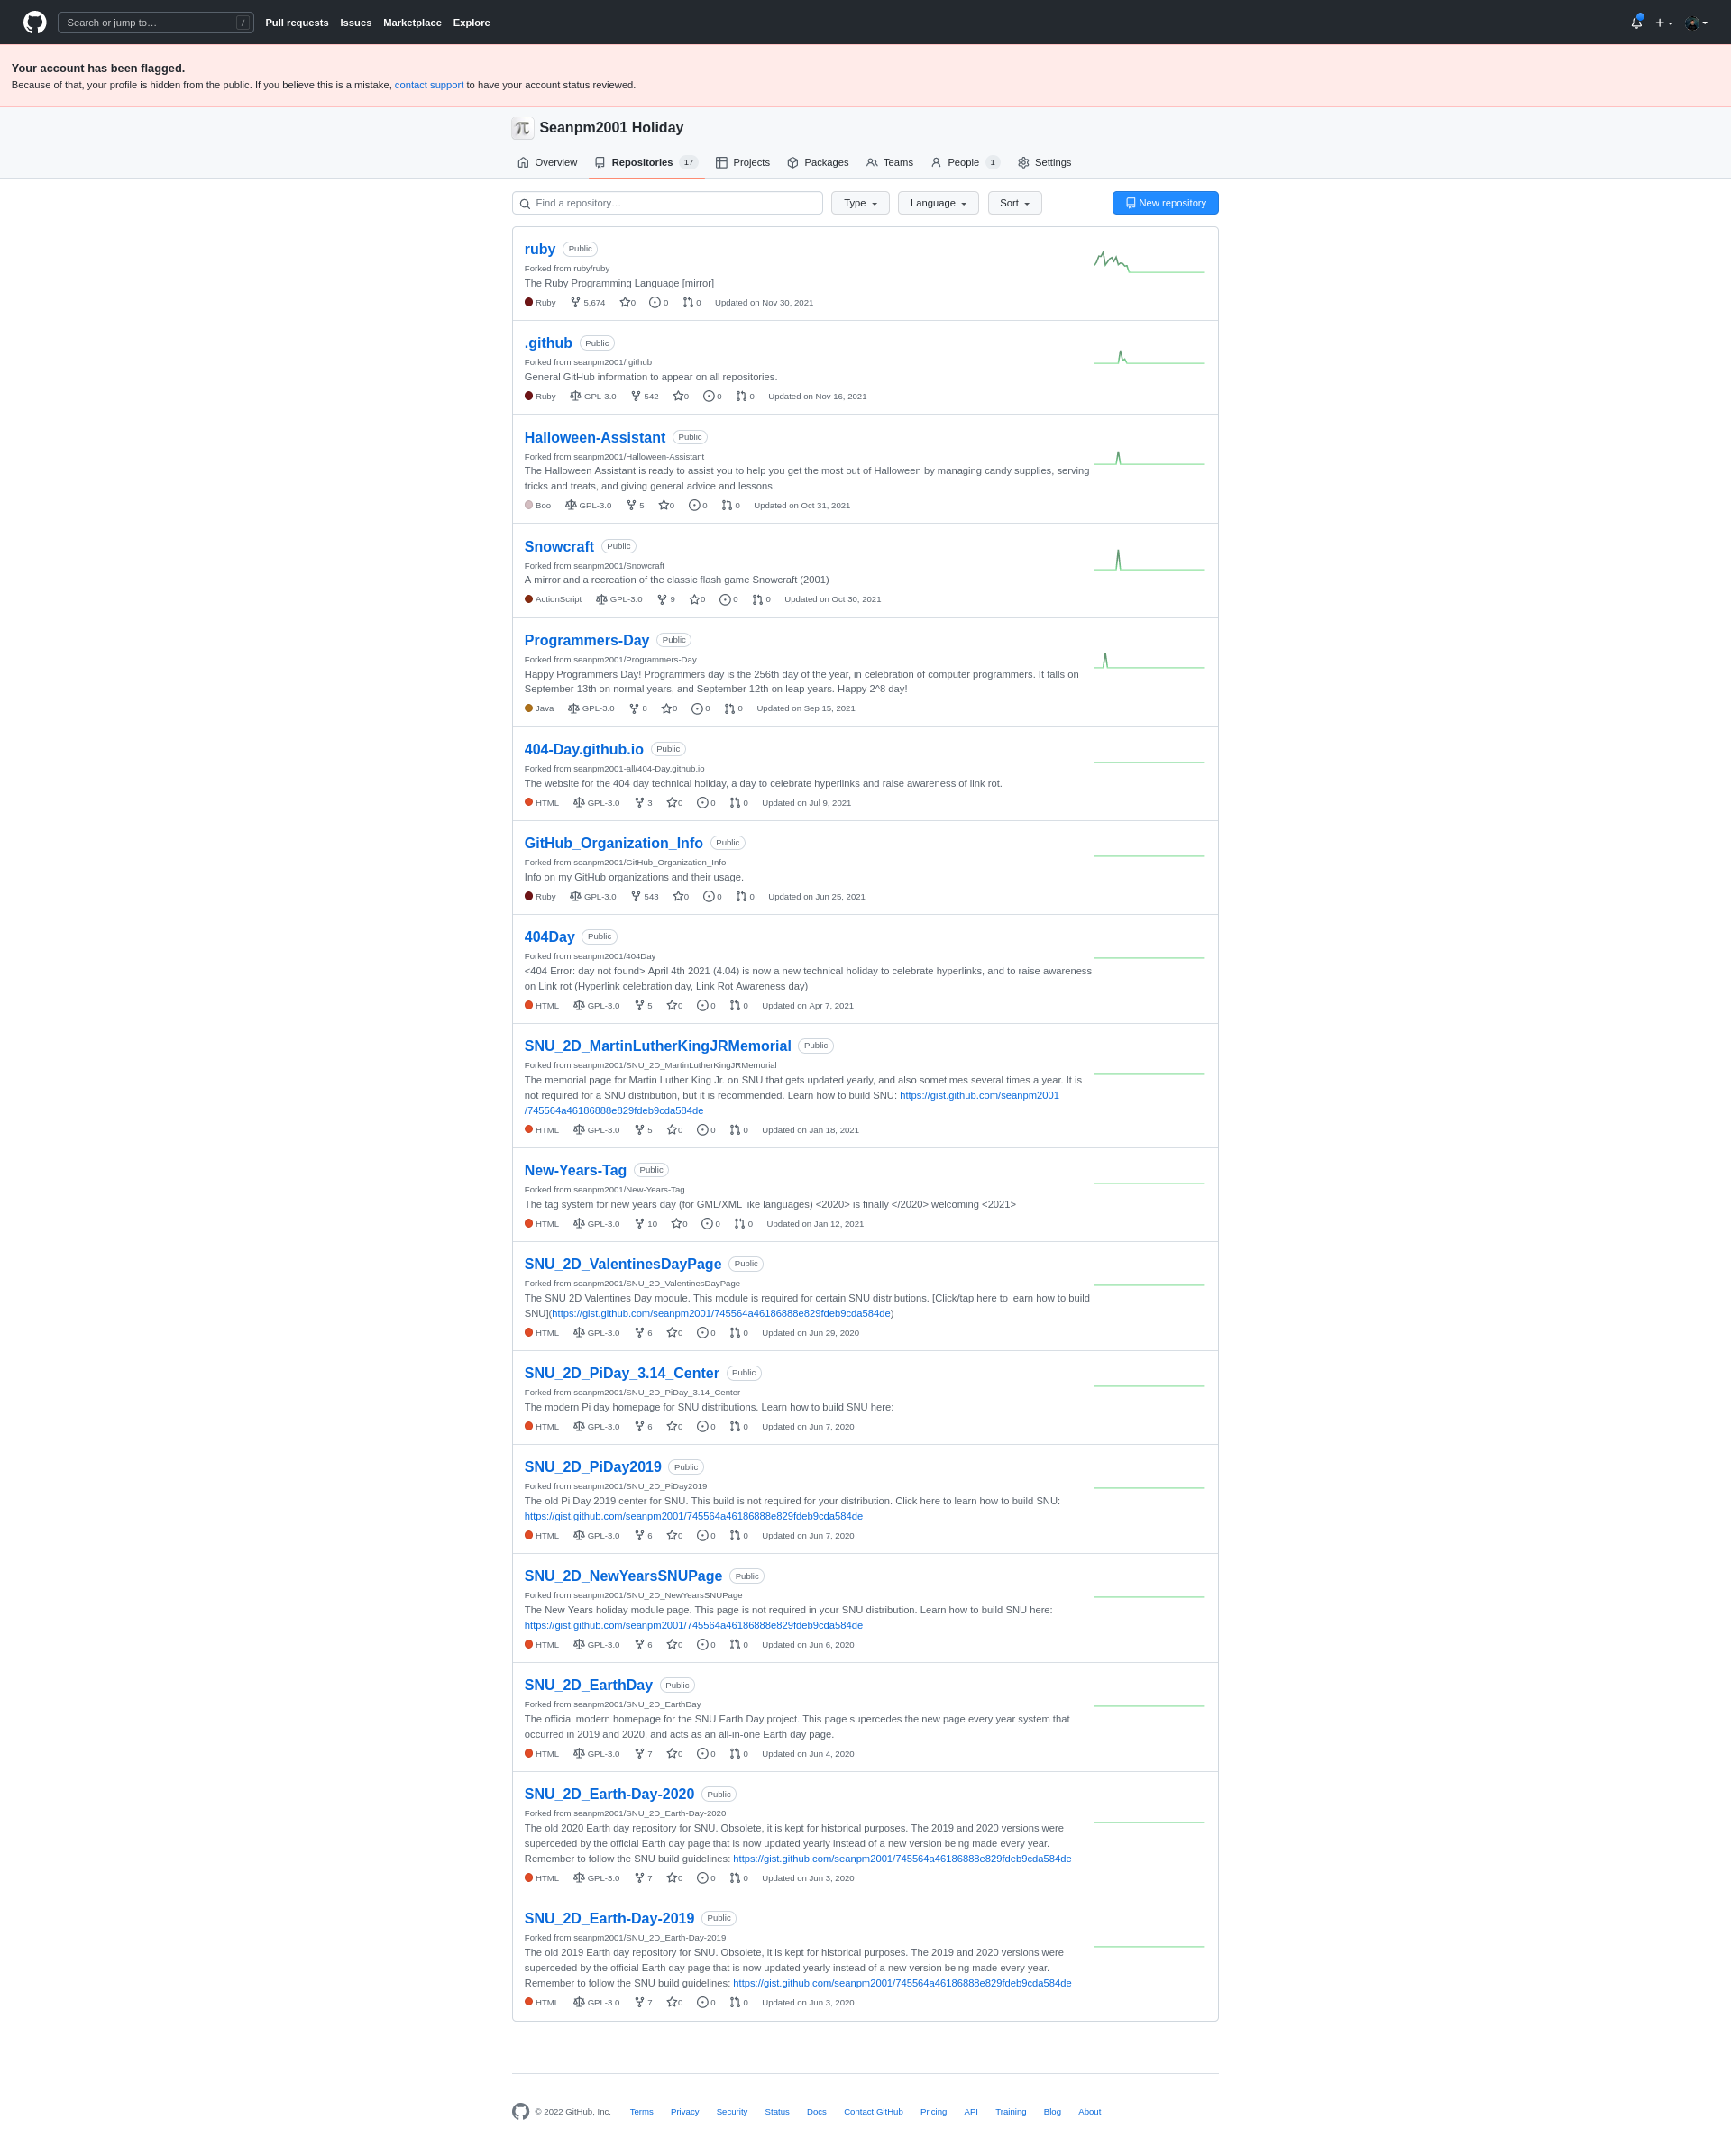 Search or jump to… /
Pull requests Issues Marketplace Explore
Your account has been flagged.
Because of that, your profile is hidden from the public. If you believe this is a mistake, contact support to have your account status reviewed.
Seanpm2001 Holiday
Overview Repositories 17 Projects Packages Teams People 1 Settings
Find a repository… Type Language Sort New repository
ruby Public
Forked from ruby/ruby
The Ruby Programming Language [mirror]
Ruby 5,674 0 0 0 Updated on Nov 30, 2021
.github Public
Forked from seanpm2001/.github
General GitHub information to appear on all repositories.
Ruby GPL-3.0 542 0 0 0 Updated on Nov 16, 2021
Halloween-Assistant Public
Forked from seanpm2001/Halloween-Assistant
The Halloween Assistant is ready to assist you to help you get the most out of Halloween by managing candy supplies, serving
tricks and treats, and giving general advice and lessons.
Boo GPL-3.0 5 0 0 0 Updated on Oct 31, 2021
Snowcraft Public
Forked from seanpm2001/Snowcraft
A mirror and a recreation of the classic flash game Snowcraft (2001)
ActionScript GPL-3.0 9 0 0 0 Updated on Oct 30, 2021
Programmers-Day Public
Forked from seanpm2001/Programmers-Day
Happy Programmers Day! Programmers day is the 256th day of the year, in celebration of computer programmers. It falls on
September 13th on normal years, and September 12th on leap years. Happy 2^8 day!
Java GPL-3.0 8 0 0 0 Updated on Sep 15, 2021
404-Day.github.io Public
Forked from seanpm2001-all/404-Day.github.io
The website for the 404 day technical holiday, a day to celebrate hyperlinks and raise awareness of link rot.
HTML GPL-3.0 3 0 0 0 Updated on Jul 9, 2021
GitHub_Organization_Info Public
Forked from seanpm2001/GitHub_Organization_Info
Info on my GitHub organizations and their usage.
Ruby GPL-3.0 543 0 0 0 Updated on Jun 25, 2021
404Day Public
Forked from seanpm2001/404Day
<404 Error: day not found> April 4th 2021 (4.04) is now a new technical holiday to celebrate hyperlinks, and to raise awareness
on Link rot (Hyperlink celebration day, Link Rot Awareness day)
HTML GPL-3.0 5 0 0 0 Updated on Apr 7, 2021
SNU_2D_MartinLutherKingJRMemorial Public
Forked from seanpm2001/SNU_2D_MartinLutherKingJRMemorial
The memorial page for Martin Luther King Jr. on SNU that gets updated yearly, and also sometimes several times a year. It is
not required for a SNU distribution, but it is recommended. Learn how to build SNU: https://gist.github.com/seanpm2001
/745564a46186888e829fdeb9cda584de
HTML GPL-3.0 5 0 0 0 Updated on Jan 18, 2021
New-Years-Tag Public
Forked from seanpm2001/New-Years-Tag
The tag system for new years day (for GML/XML like languages) <2020> is finally </2020> welcoming <2021>
HTML GPL-3.0 10 0 0 0 Updated on Jan 12, 2021
SNU_2D_ValentinesDayPage Public
Forked from seanpm2001/SNU_2D_ValentinesDayPage
The SNU 2D Valentines Day module. This module is required for certain SNU distributions. [Click/tap here to learn how to build
SNU](https://gist.github.com/seanpm2001/745564a46186888e829fdeb9cda584de)
HTML GPL-3.0 6 0 0 0 Updated on Jun 29, 2020
SNU_2D_PiDay_3.14_Center Public
Forked from seanpm2001/SNU_2D_PiDay_3.14_Center
The modern Pi day homepage for SNU distributions. Learn how to build SNU here:
HTML GPL-3.0 6 0 0 0 Updated on Jun 7, 2020
SNU_2D_PiDay2019 Public
Forked from seanpm2001/SNU_2D_PiDay2019
The old Pi Day 2019 center for SNU. This build is not required for your distribution. Click here to learn how to build SNU:
https://gist.github.com/seanpm2001/745564a46186888e829fdeb9cda584de
HTML GPL-3.0 6 0 0 0 Updated on Jun 7, 2020
SNU_2D_NewYearsSNUPage Public
Forked from seanpm2001/SNU_2D_NewYearsSNUPage
The New Years holiday module page. This page is not required in your SNU distribution. Learn how to build SNU here:
https://gist.github.com/seanpm2001/745564a46186888e829fdeb9cda584de
HTML GPL-3.0 6 0 0 0 Updated on Jun 6, 2020
SNU_2D_EarthDay Public
Forked from seanpm2001/SNU_2D_EarthDay
The official modern homepage for the SNU Earth Day project. This page supercedes the new page every year system that
occurred in 2019 and 2020, and acts as an all-in-one Earth day page.
HTML GPL-3.0 7 0 0 0 Updated on Jun 4, 2020
SNU_2D_Earth-Day-2020 Public
Forked from seanpm2001/SNU_2D_Earth-Day-2020
The old 2020 Earth day repository for SNU. Obsolete, it is kept for historical purposes. The 2019 and 2020 versions were
superceded by the official Earth day page that is now updated yearly instead of a new version being made every year.
Remember to follow the SNU build guidelines: https://gist.github.com/seanpm2001/745564a46186888e829fdeb9cda584de
HTML GPL-3.0 7 0 0 0 Updated on Jun 3, 2020
SNU_2D_Earth-Day-2019 Public
Forked from seanpm2001/SNU_2D_Earth-Day-2019
The old 2019 Earth day repository for SNU. Obsolete, it is kept for historical purposes. The 2019 and 2020 versions were
superceded by the official Earth day page that is now updated yearly instead of a new version being made every year.
Remember to follow the SNU build guidelines: https://gist.github.com/seanpm2001/745564a46186888e829fdeb9cda584de
HTML GPL-3.0 7 0 0 0 Updated on Jun 3, 2020
© 2022 GitHub, Inc. Terms Privacy Security Status Docs Contact GitHub Pricing API Training Blog About